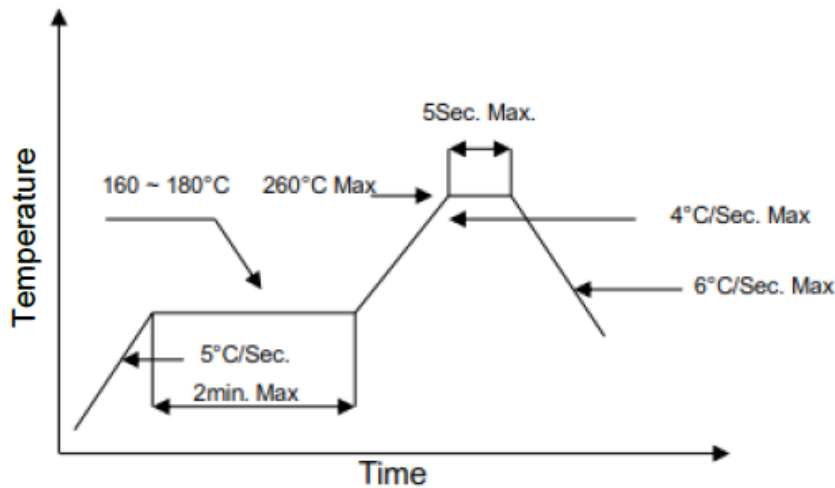 5Sec. Max.
160 ~ 180°C
260°C Max
4°C/Sec. Max
6°C/Sec. Max
Temperature
5°C/Sec.
2min. Max
Time